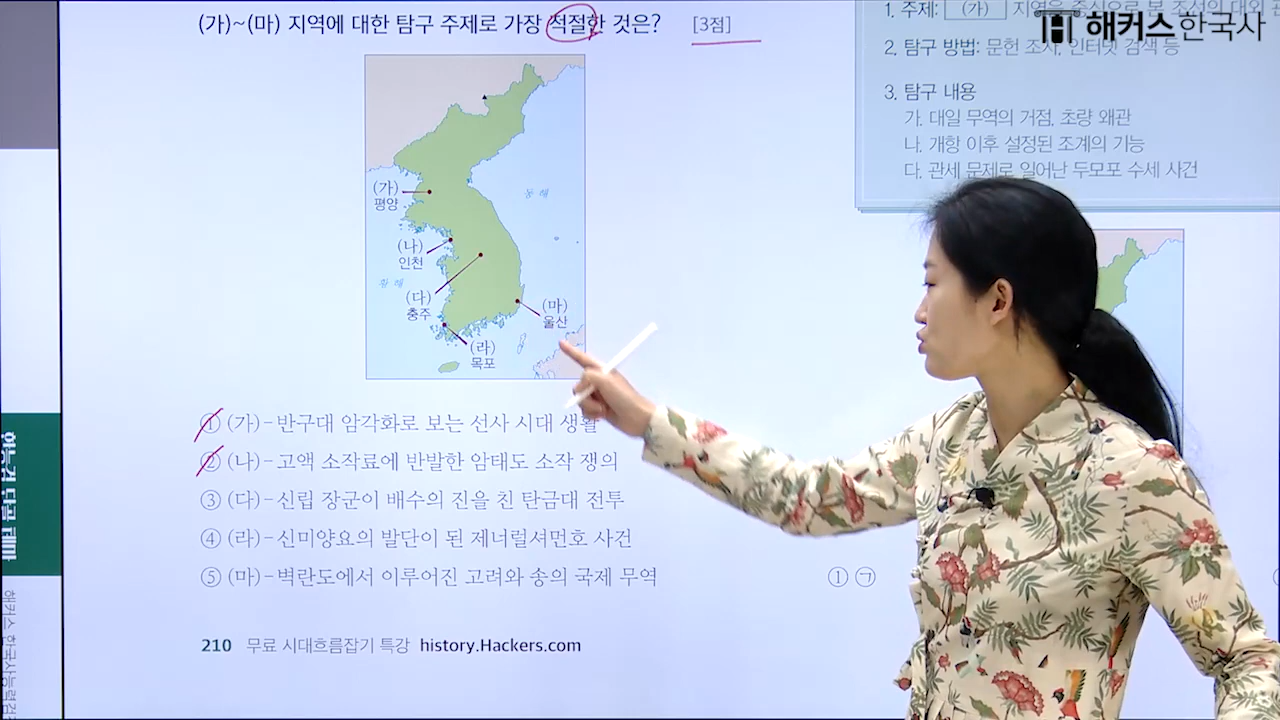 (가)~(마) 지역에 대한 탐구 주제로 가장 적절한 것은? [3점]
(가)
평양
(나)
인천
(다)
충주
(라)
목포
(마)
울산
동해
황해
① (가)-반구대 암각화로 보는 선사 시대 생활
② (나)-고액 소작료에 반발한 암태도 소작 쟁의
③ (다)-신립 장군이 배수의 진을 친 탄금대 전투
④ (라)-신미양요의 발단이 된 제너럴셔먼호 사건
⑤ (마)-벽란도에서 이루어진 고려와 송의 국제 무역
210 무료 시대흐름잡기 특강 history.Hackers.com
1. 주제: (가) 지역을 중심으로 본 조선의 대외
2. 탐구 방법: 문헌 조사, 인터넷 검색 등
3. 탐구 내용
가. 대일 무역의 거점, 초량 왜관
나. 개항 이후 설정된 조계의 기능
다. 관세 문제로 일어난 두모포 수세 사건
① ㉠
해커스한국사
해커스 한국사능력검